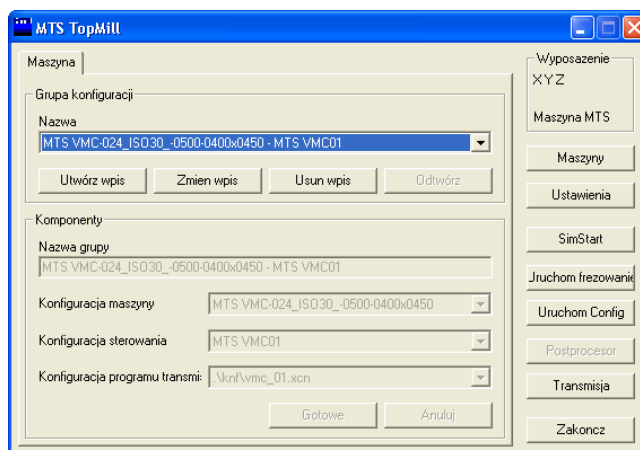 MTS TopMill
Maszyna
Grupa konfiguracji
Nazwa
MTS VMC-024_ISO30_-0500-0400x0450 - MTS VMC01
Utwórz wpis
Zmien wpis
Usun wpis
Odtwórz
Komponenty
Nazwa grupy
MTS VMC-024_ISO30_-0500-0400x0450 - MTS VMC01
Konfiguracja maszyny
MTS VMC-024_ISO30_-0500-0400x0450
Konfiguracja sterowania
MTS VMC01
Konfiguracja programu transmi:
.\knf\vmc_01.xcn
Gotowe
Anuluj
Wyposazenie
XYZ
Maszyna MTS
Maszyny
Ustawienia
SimStart
Uruchom frezowanie
Uruchom Config
Postprocesor
Transmisja
Zakoncz